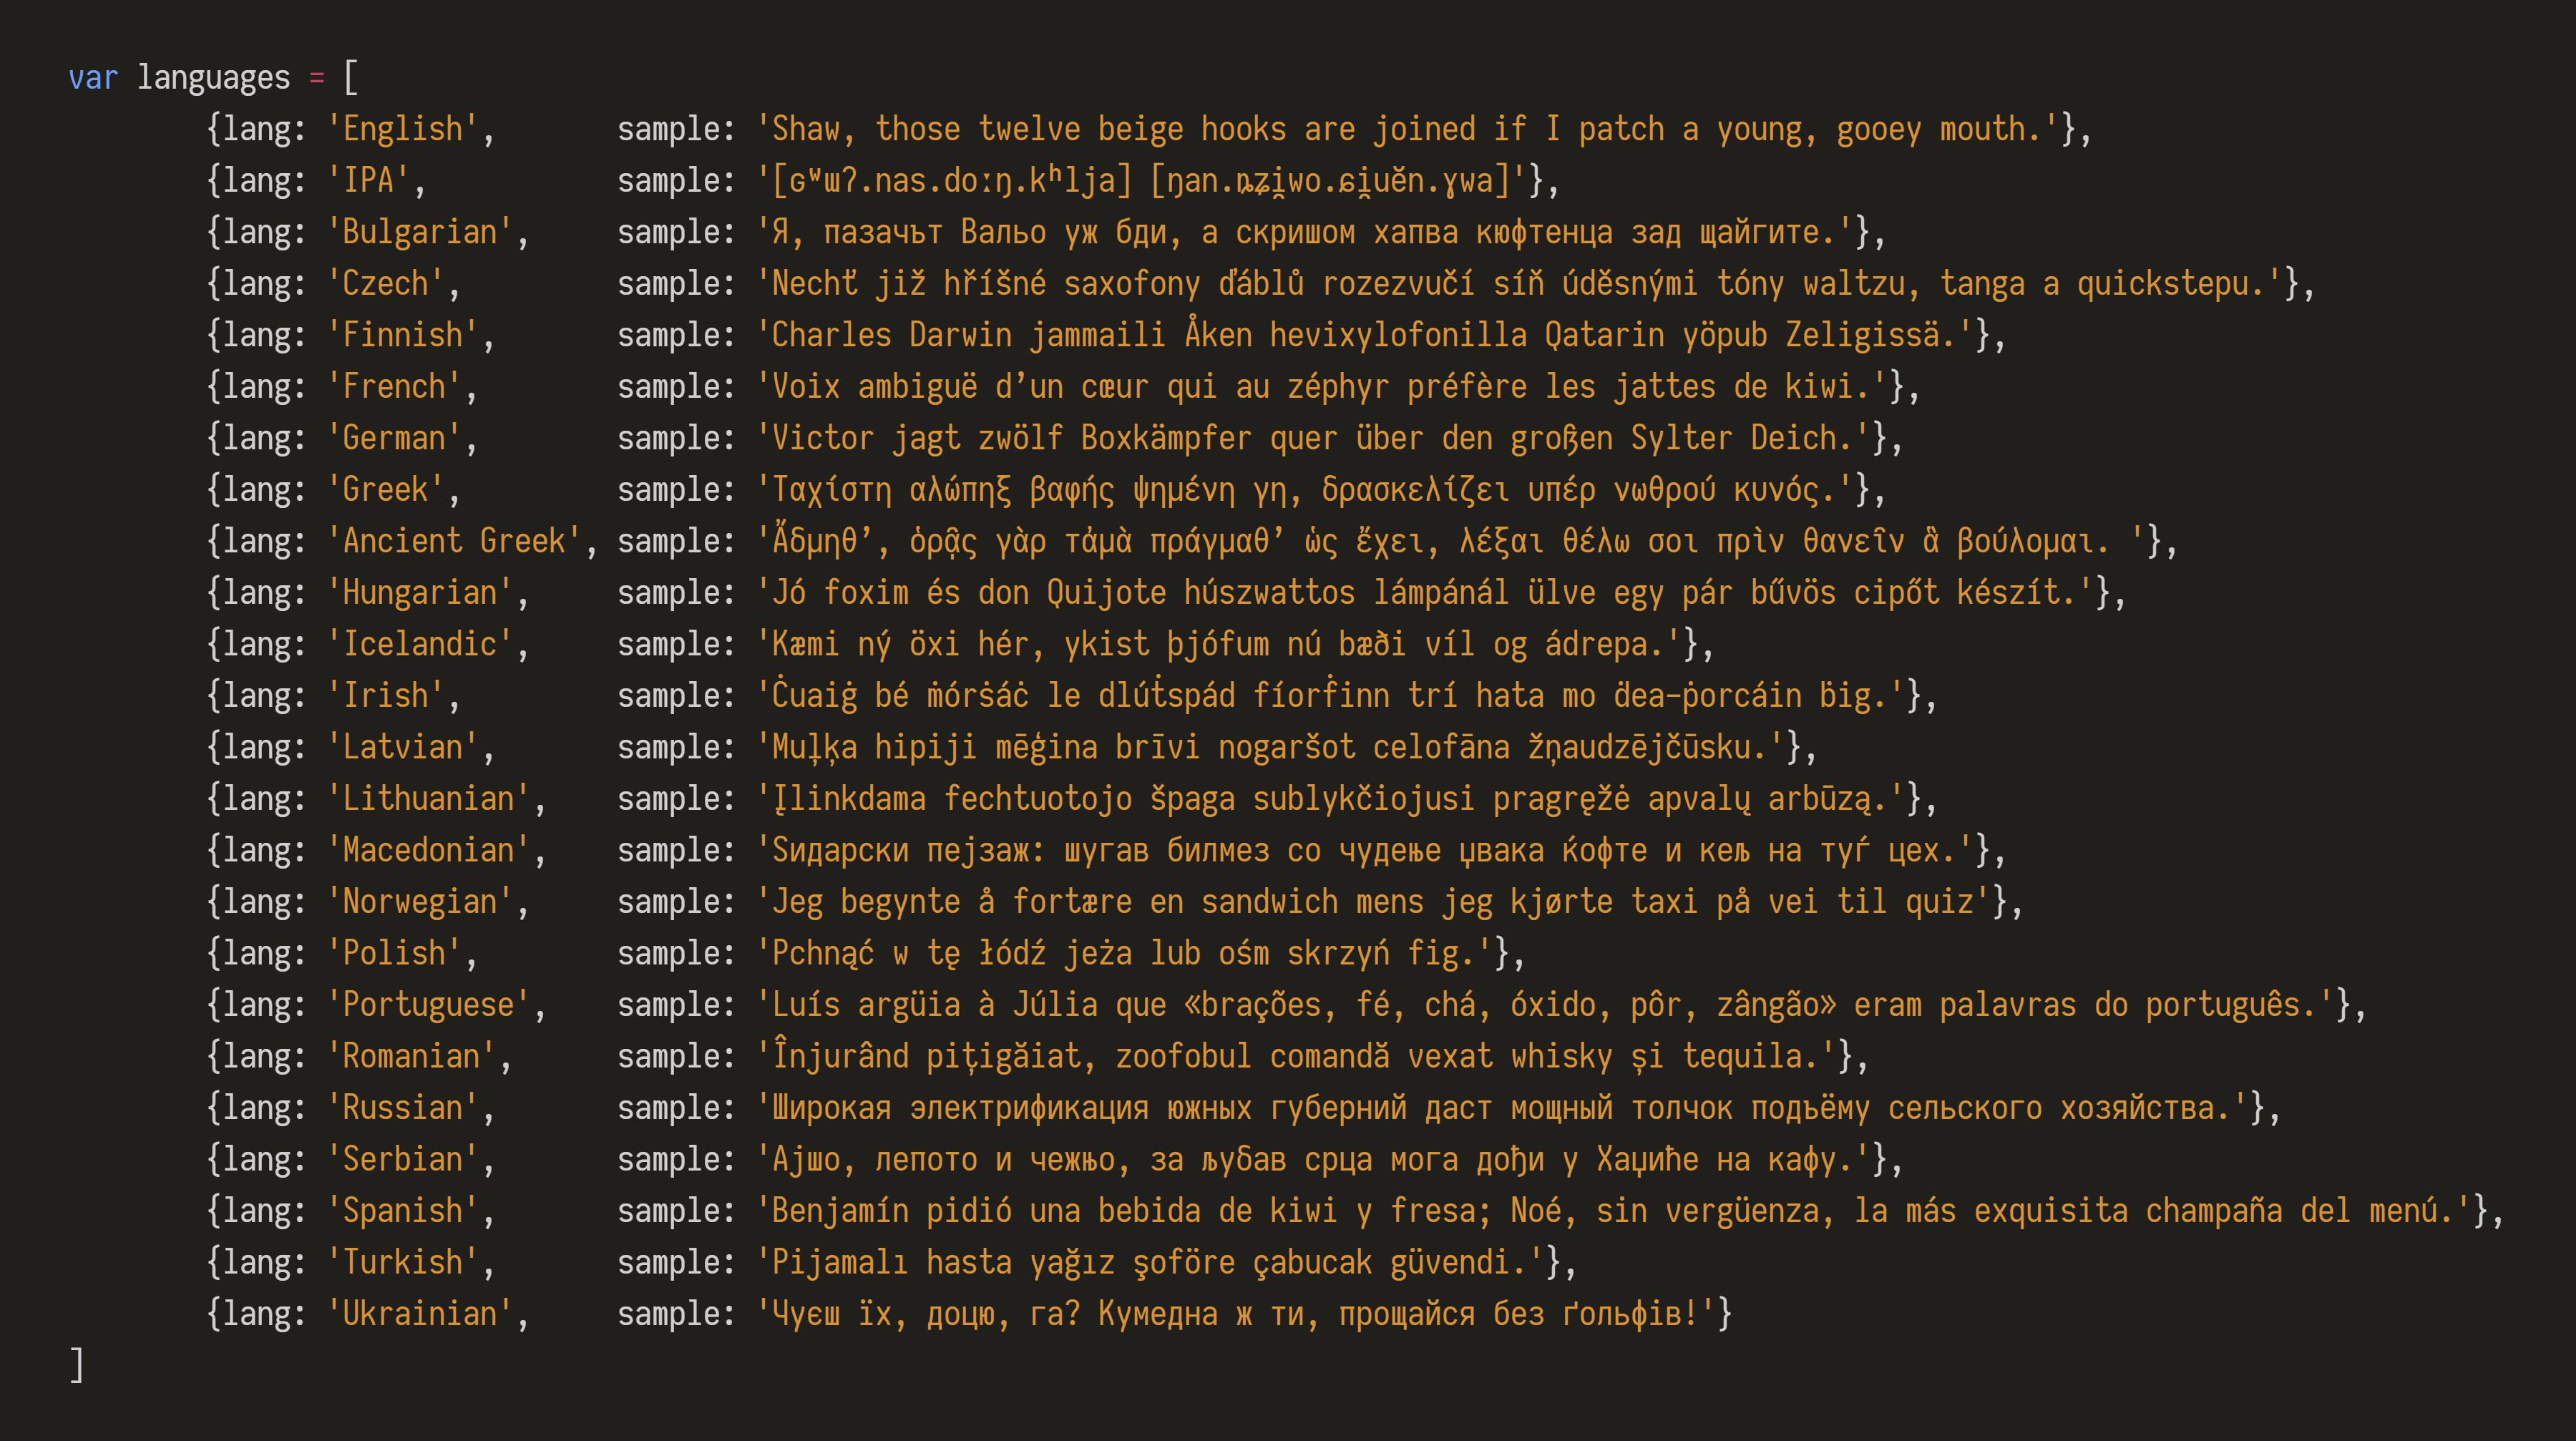 var languages = [
{lang: 'English', sample: 'Shaw, those twelve beige hooks are joined if I patch a young, gooey mouth.'},
{lang: 'IPA', sample: '[ɢʷɯʔ.nas.doːŋ.kʰlja] [ŋan.ȵʑi̯wo.ɕi̯uĕn.ɣwa]'},
{lang: 'Bulgarian', sample: 'Я, пазачът Вальо уж бди, а скришом хапва кюфтенца зад щайгите.'},
{lang: 'Czech', sample: 'Nechť již hříšné saxofony ďáblů rozezvučí síň úděsnými tóny waltzu, tanga a quickstepu.'},
{lang: 'Finnish', sample: 'Charles Darwin jammaili Åken hevixylofonilla Qatarin yöpub Zeligissä.'},
{lang: 'French', sample: 'Voix ambiguë d’un cœur qui au zéphyr préfère les jattes de kiwi.'},
{lang: 'German', sample: 'Victor jagt zwölf Boxkämpfer quer über den großen Sylter Deich.'},
{lang: 'Greek', sample: 'Ταχίστη αλώπηξ βαφής ψημένη γη, δρασκελίζει υπέρ νωθρού κυνός.'},
{lang: 'Ancient Greek', sample: 'Ἄδμηθ’, ὁρᾷς γὰρ τἀμὰ πράγμαθ’ ὡς ἔχει, λέξαι θέλω σοι πρὶν θανεῖν ἃ βούλομαι. '},
{lang: 'Hungarian', sample: 'Jó foxim és don Quijote húszwattos lámpánál ülve egy pár bűvös cipőt készít.'},
{lang: 'Icelandic', sample: 'Kæmi ný öxi hér, ykist þjófum nú bæði víl og ádrepa.'},
{lang: 'Irish', sample: 'Ċuaiġ bé ṁórṡáċ le dlúṫspád fíorḟinn trí hata mo ḋea-ṗorcáin ḃig.'},
{lang: 'Latvian', sample: 'Muļķa hipiji mēģina brīvi nogaršot celofāna žņaudzējčūsku.'},
{lang: 'Lithuanian', sample: 'Įlinkdama fechtuotojo špaga sublykčiojusi pragręžė apvalų arbūzą.'},
{lang: 'Macedonian', sample: 'Ѕидарски пејзаж: шугав билмез со чудење џвака ќофте и кељ на туѓ цех.'},
{lang: 'Norwegian', sample: 'Jeg begynte å fortære en sandwich mens jeg kjørte taxi på vei til quiz'},
{lang: 'Polish', sample: 'Pchnąć w tę łódź jeża lub ośm skrzyń fig.'},
{lang: 'Portuguese', sample: 'Luís argüia à Júlia que «brações, fé, chá, óxido, pôr, zângão» eram palavras do português.'},
{lang: 'Romanian', sample: 'Înjurând pițigăiat, zoofobul comandă vexat whisky și tequila.'},
{lang: 'Russian', sample: 'Широкая электрификация южных губерний даст мощный толчок подъёму сельского хозяйства.'},
{lang: 'Serbian', sample: 'Ајшо, лепото и чежњо, за љубав срца мога дођи у Хаџиће на кафу.'},
{lang: 'Spanish', sample: 'Benjamín pidió una bebida de kiwi y fresa; Noé, sin vergüenza, la más exquisita champaña del menú.'},
{lang: 'Turkish', sample: 'Pijamalı hasta yağız şoföre çabucak güvendi.'},
{lang: 'Ukrainian', sample: 'Чуєш їх, доцю, га? Кумедна ж ти, прощайся без ґольфів!'}
]